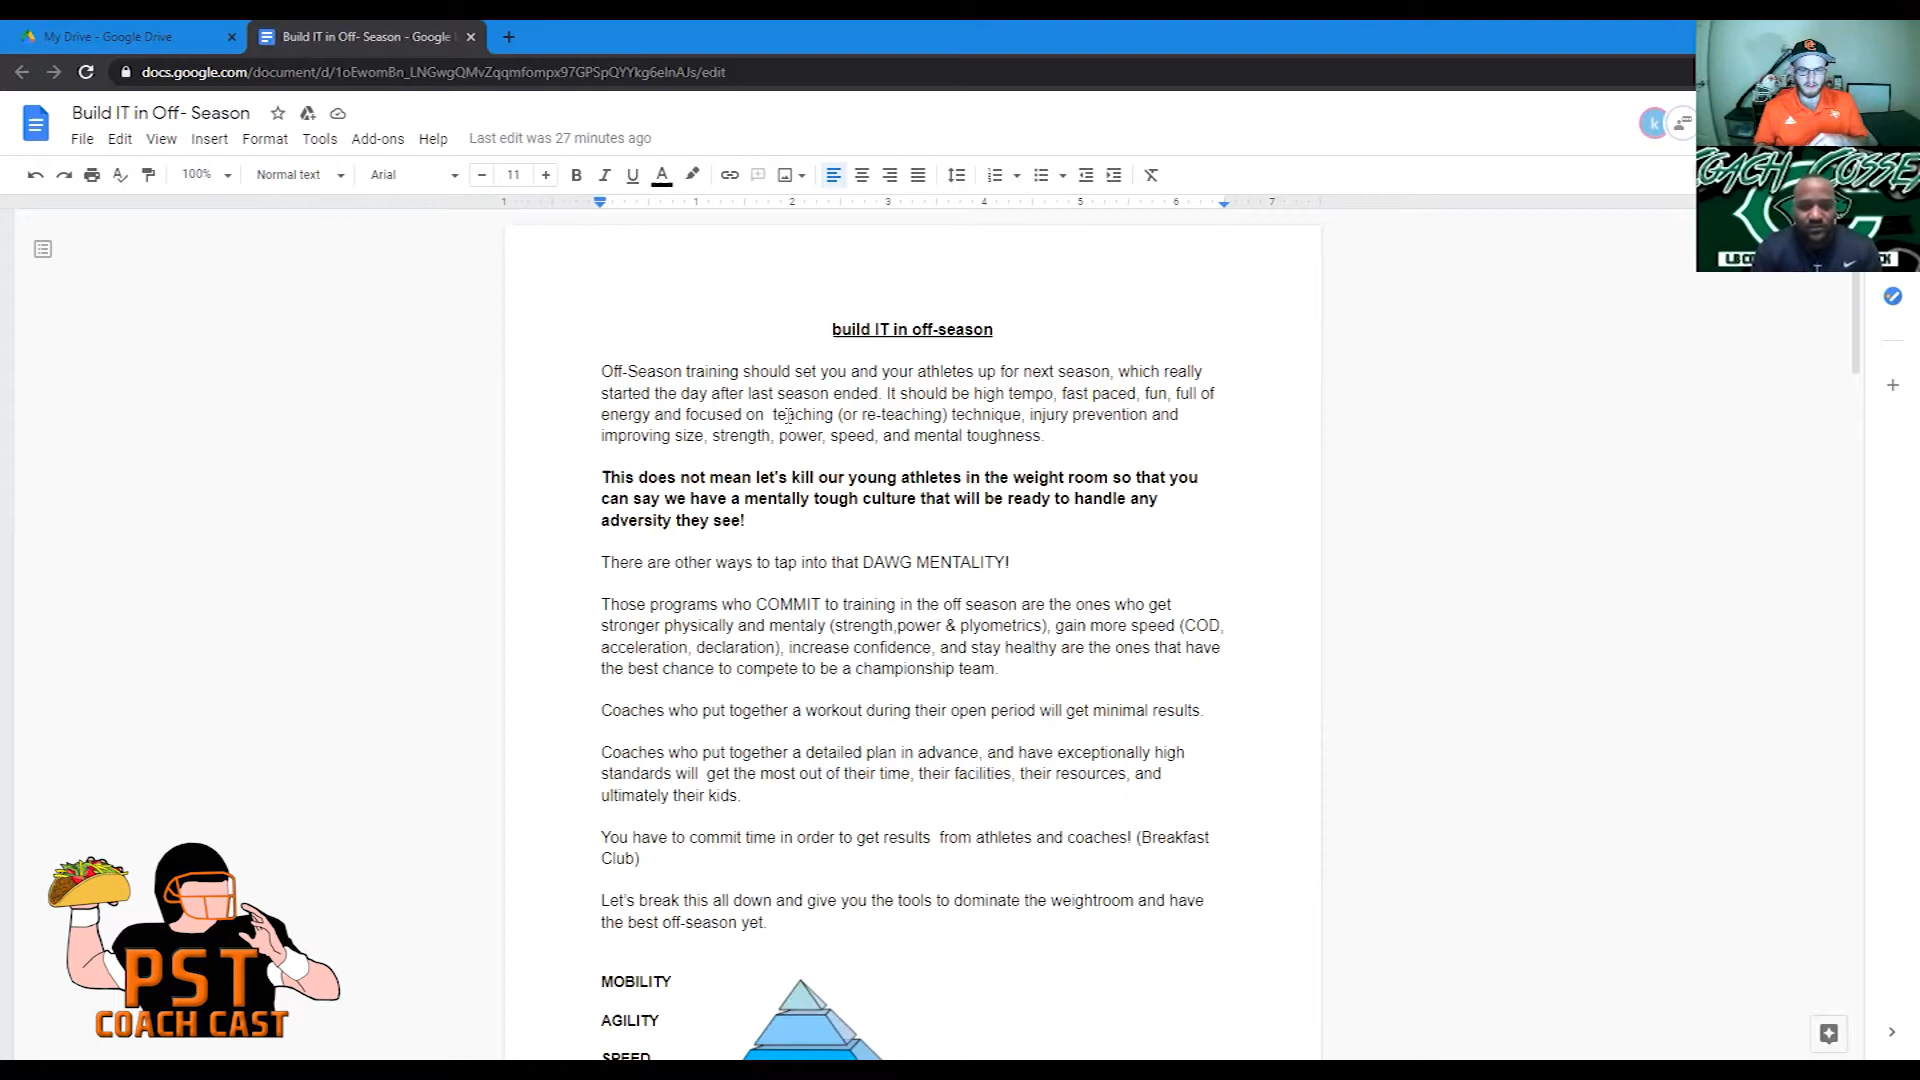 My Drive - Google Drive
Build IT in Off- Season - Google
docs.google.com/document/d/1oEwomBn_LNGwgQMvZqqmfompx97GPSpQYYkg6elnAJs/edit
Build IT in Off- Season
File Edit View Insert Format Tools Add-ons Help Last edit was 27 minutes ago
k
100% Normal text Arial 11 B I U A
1 1 2 3 4 5 6 7
COACH COSSE
build IT in off-season
Off-Season training should set you and your athletes up for next season, which really
started the day after last season ended. It should be high tempo, fast paced, fun, full of
energy and focused on  teaching (or re-teaching) technique, injury prevention and
improving size, strength, power, speed, and mental toughness.
This does not mean let's kill our young athletes in the weight room so that you
can say we have a mentally tough culture that will be ready to handle any
adversity they see!
There are other ways to tap into that DAWG MENTALITY!
Those programs who COMMIT to training in the off season are the ones who get
stronger physically and mentaly (strength,power & plyometrics), gain more speed (COD,
acceleration, declaration), increase confidence, and stay healthy are the ones that have
the best chance to compete to be a championship team.
Coaches who put together a workout during their open period will get minimal results.
Coaches who put together a detailed plan in advance, and have exceptionally high
standards will  get the most out of their time, their facilities, their resources, and
ultimately their kids.
You have to commit time in order to get results  from athletes and coaches! (Breakfast
Club)
Let's break this all down and give you the tools to dominate the weightroom and have
the best off-season yet.
MOBILITY
AGILITY
SPEED
PST
COACH CAST